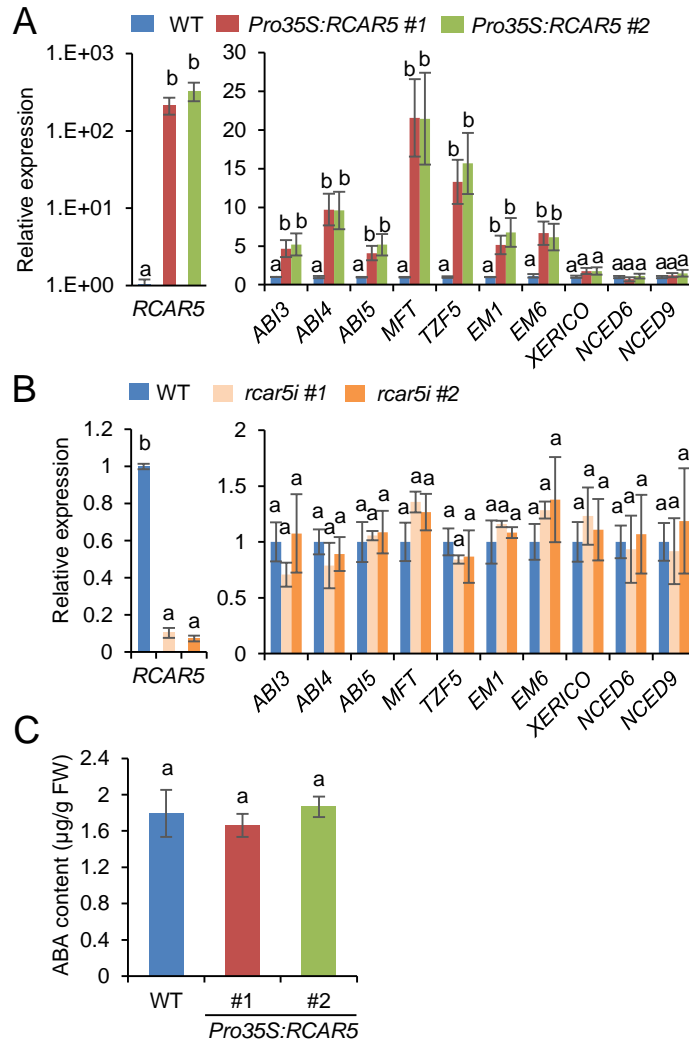 A
WT Pro35S:RCAR5 #1 Pro35S:RCAR5 #2
Relative expression
1.E+03
1.E+02
1.E+01
1.E+00
a b b
RCAR5
30
25
20
15
10
5
0
a b b a b b a b b a b b a b b a b b a b b a a a a a a a a a
ABI3 ABI4 ABI5 MFT TZF5 EM1 EM6 XERICO NCED6 NCED9
B
WT rcar5i #1 rcar5i #2
Relative expression
1.2
1
0.8
0.6
0.4
0.2
0
b a a
RCAR5
2
1.5
1
0.5
0
a a a a a a a a a a a a a a a a a a a a a a a a a a a a a a
ABI3 ABI4 ABI5 MFT TZF5 EM1 EM6 XERICO NCED6 NCED9
C
ABA content (µg/g FW)
2.4
2
1.6
1.2
0.8
0.4
0
a a a
WT #1 #2
Pro35S:RCAR5